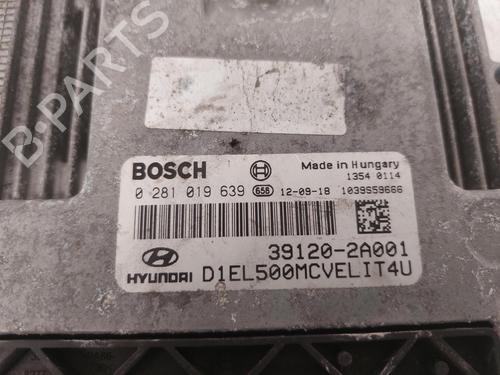 B-PARTS
BOSCH
Made in Hungary
1354 0114
0 281 019 639 656 12-09-18 1039S59666
39120-2A001
HYUNDAI D1EL500MCVELIT4U